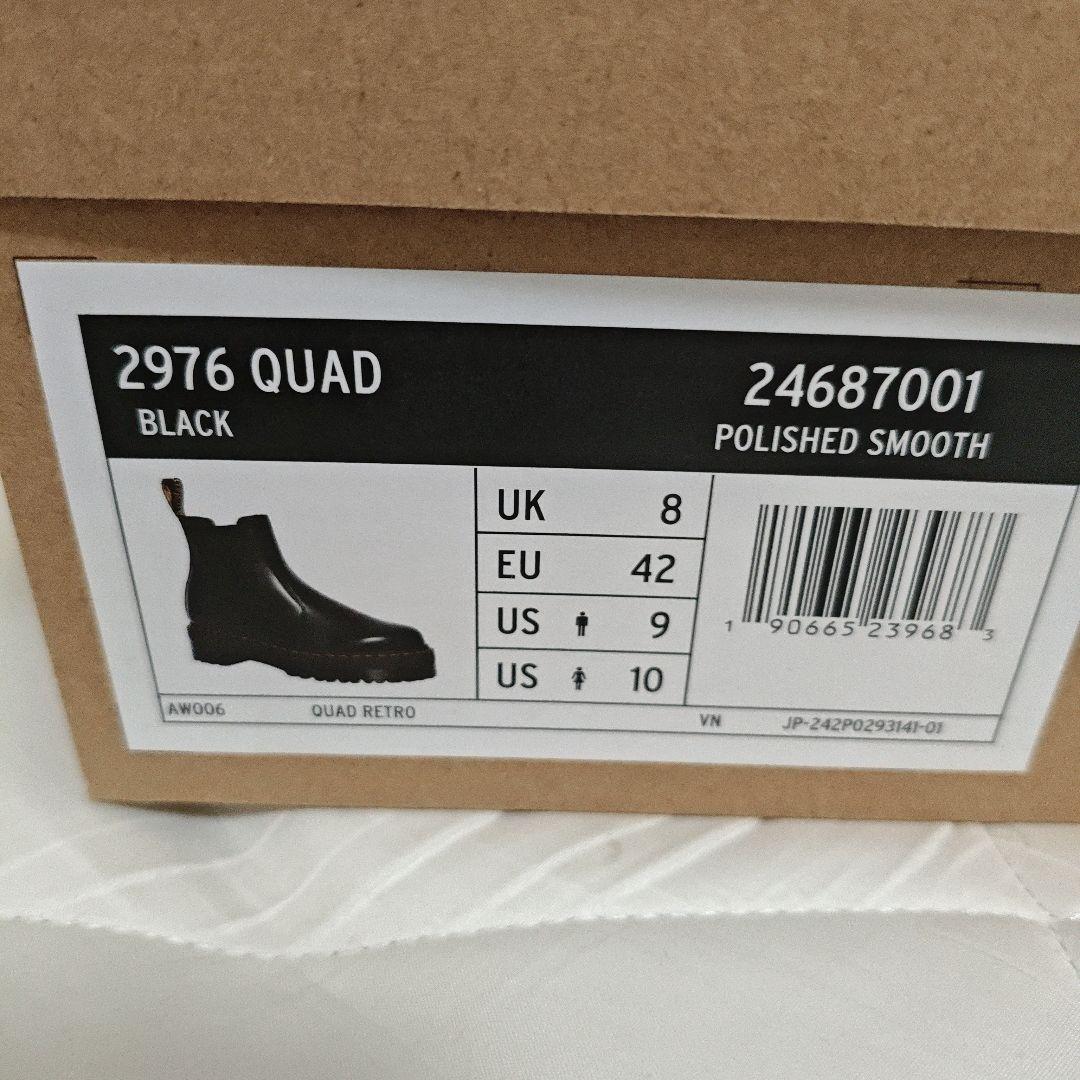 2976 QUAD
BLACK
24687001
POLISHED SMOOTH
UK 8
EU 42
US 9
US 10
1 90665 23968 3
AW006 QUAD RETRO VN JP-242P0293141-01